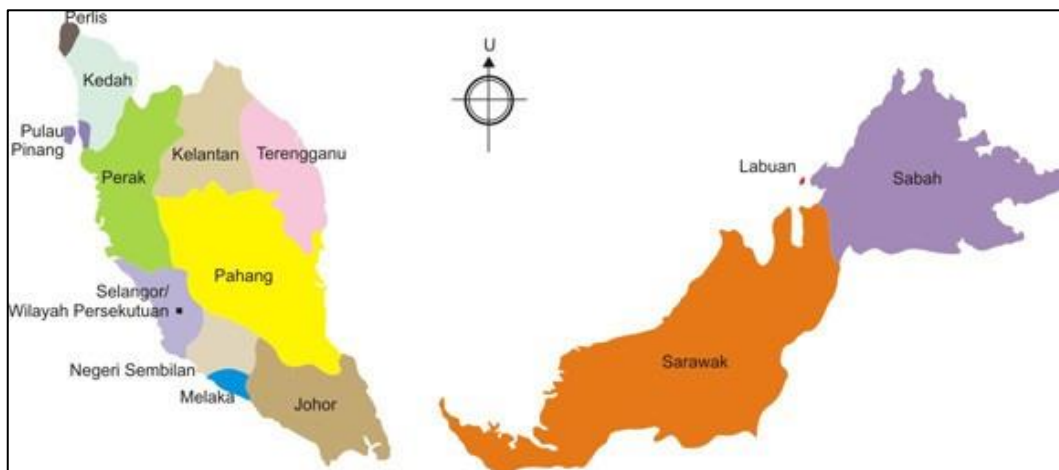 Perlis
Kedah
Pulau
Pinang
Perak
Kelantan
Terengganu
Pahang
Selangor/
Wilayah Persekutuan
Negeri Sembilan
Melaka
Johor
U
Labuan
Sabah
Sarawak